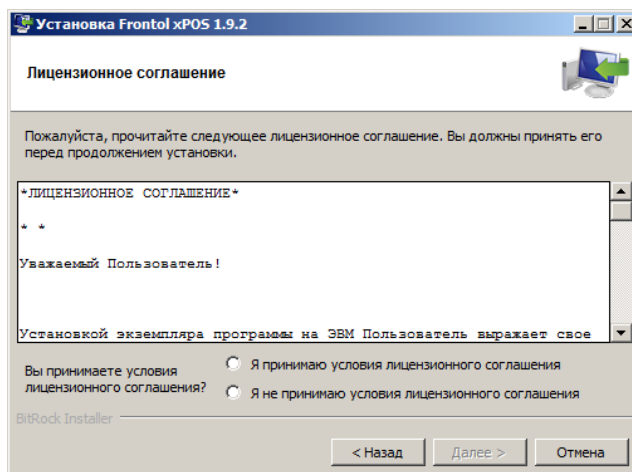 Установка Frontol xPOS 1.9.2
Лицензионное соглашение
Пожалуйста, прочитайте следующее лицензионное соглашение. Вы должны принять его
перед продолжением установки.
*ЛИЦЕНЗИОННОЕ СОГЛАШЕНИЕ*
* *
Уважаемый Пользователь!
Установкой экземпляра программы на ЭВМ Пользователь выражает свое
Вы принимаете условия
лицензионного соглашения?
Я принимаю условия лицензионного соглашения
Я не принимаю условия лицензионного соглашения
BitRock Installer
< Назад
Далее >
Отмена